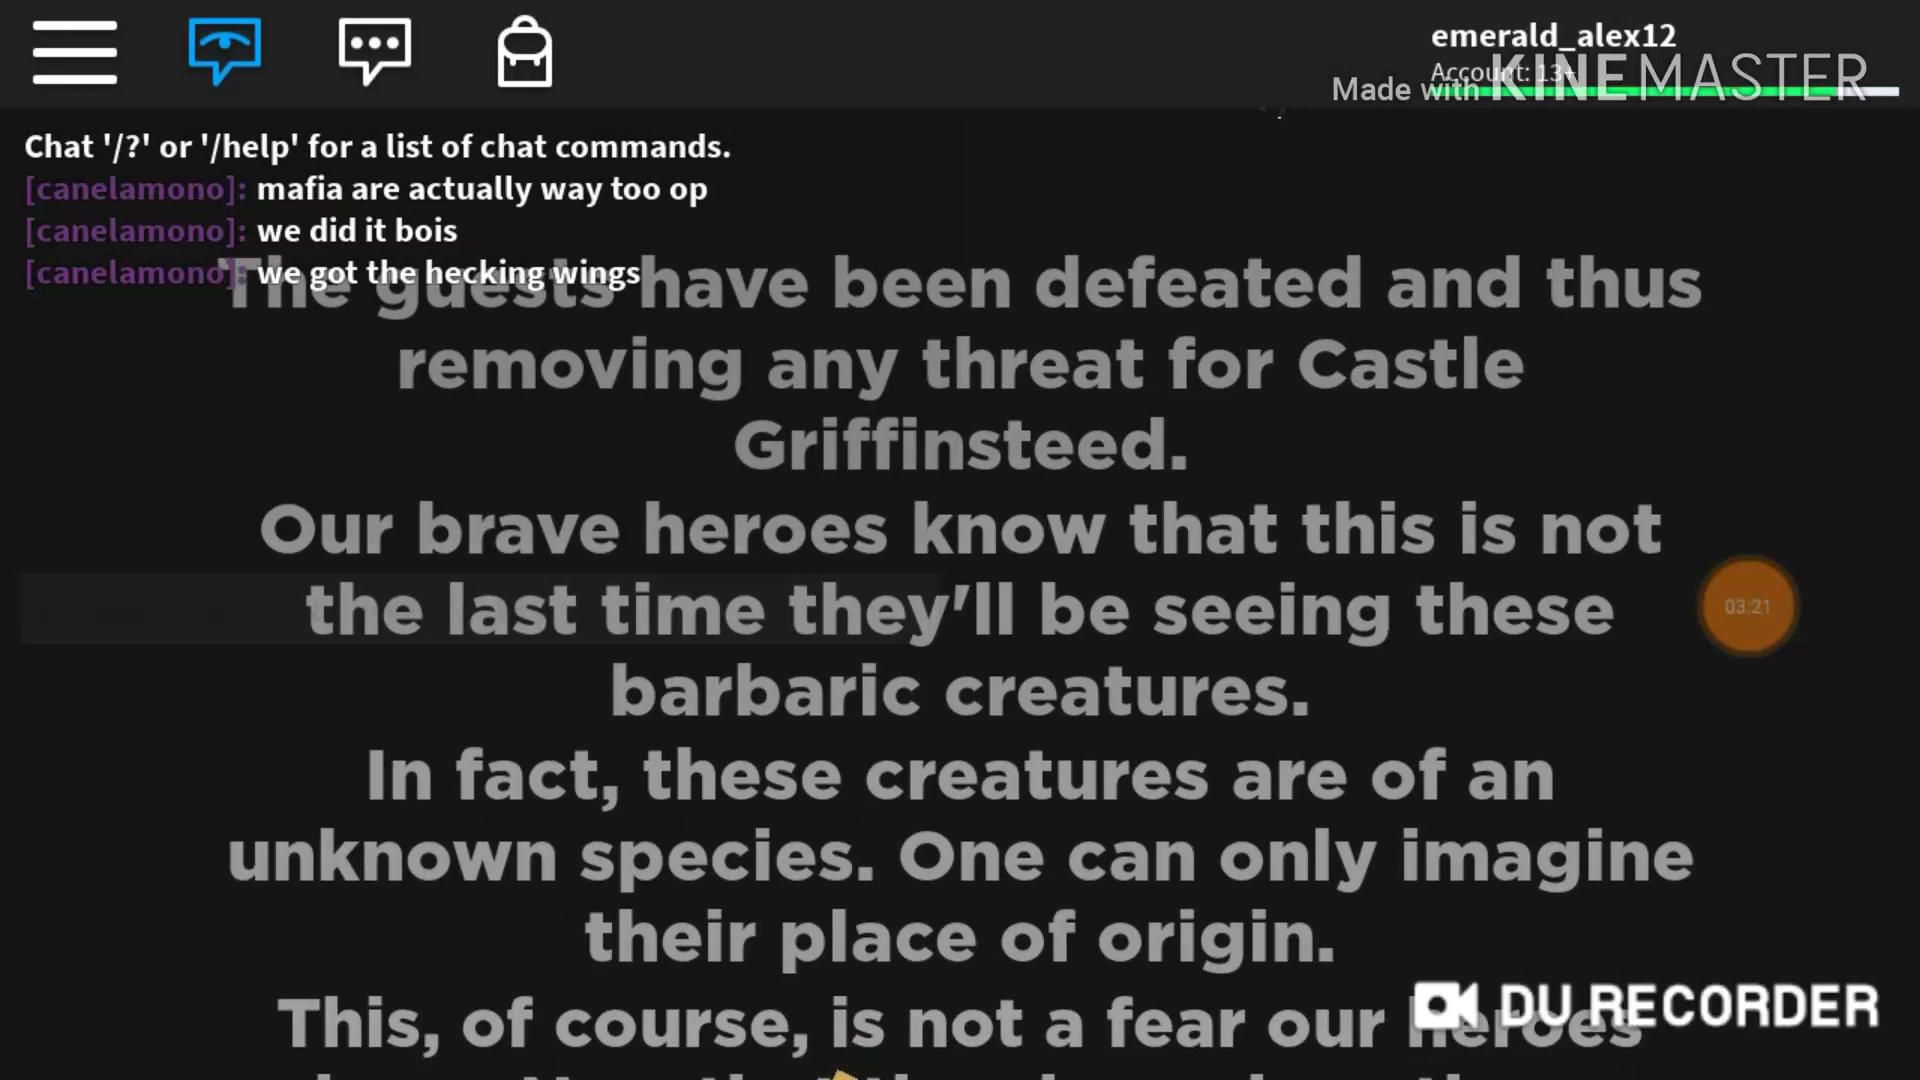 emerald_alex12
Account: 13+
Made with KINEMASTER
Chat '/?' or '/help' for a list of chat commands.
[canelamono]: mafia are actually way too op
[canelamono]: we did it bois
[canelamono]: we got the hecking wings
The guests have been defeated and thus
removing any threat for Castle
Griffinsteed.
Our brave heroes know that this is not
the last time they'll be seeing these
barbaric creatures.
03:21
In fact, these creatures are of an
unknown species. One can only imagine
their place of origin.
This, of course, is not a fear our heroes
DU RECORDER